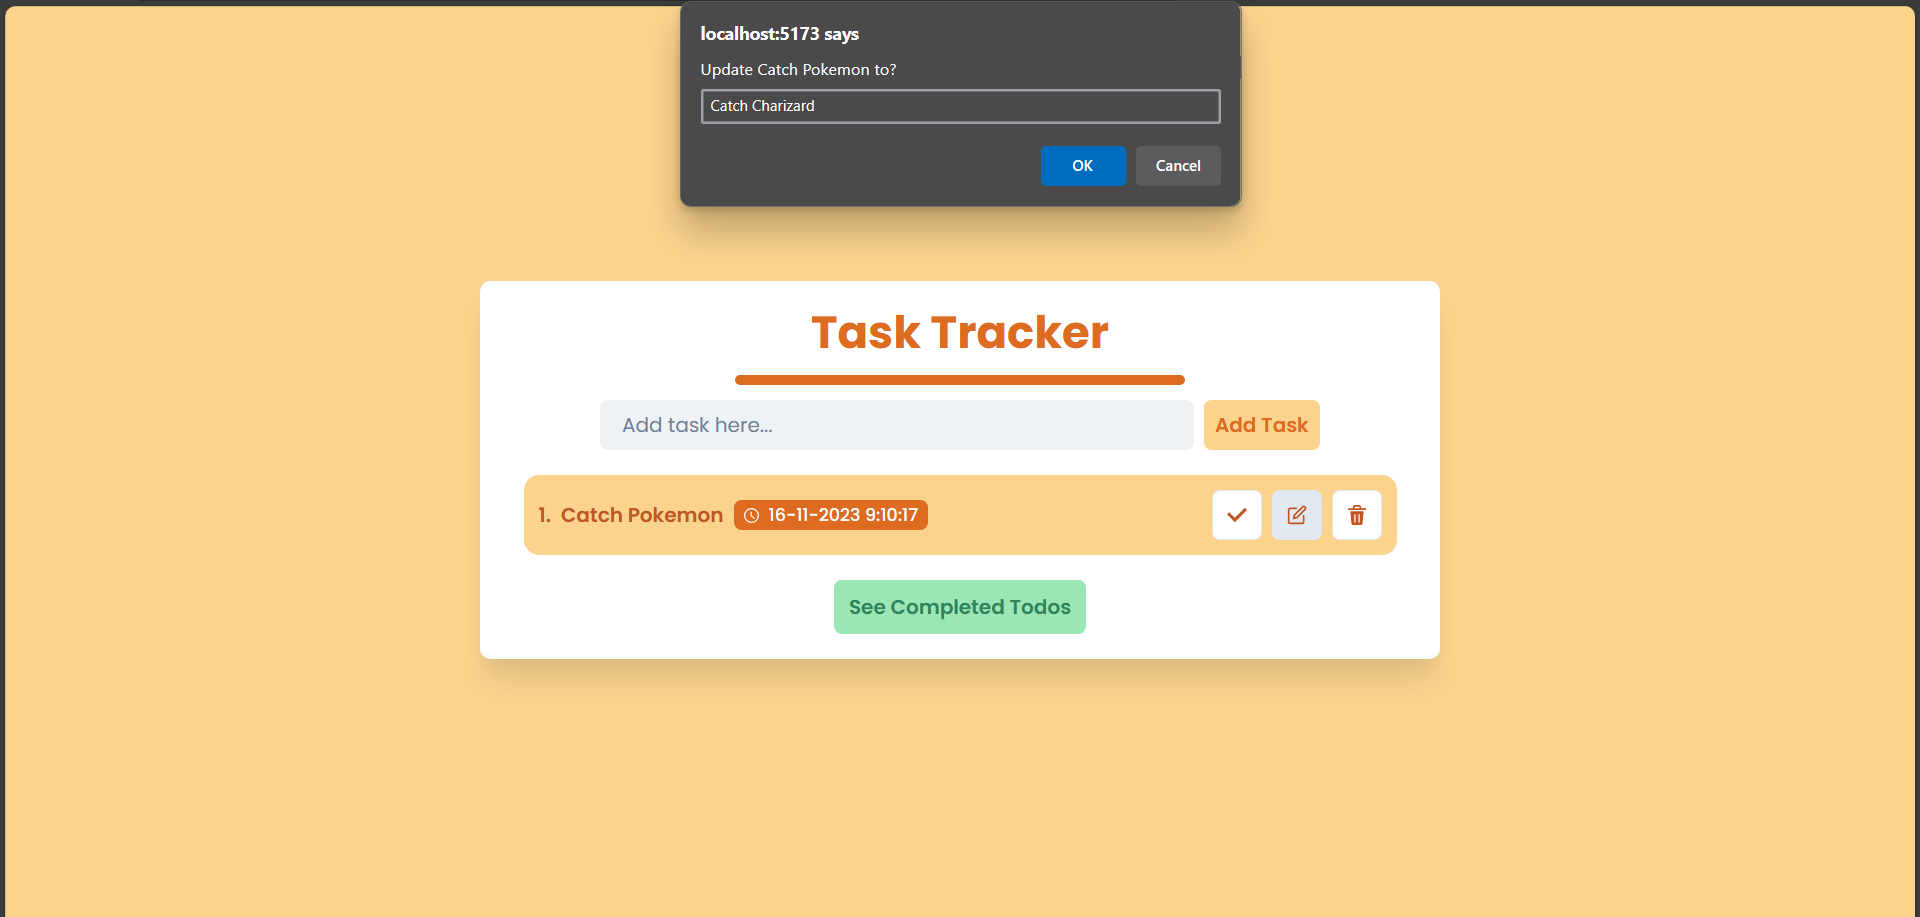 localhost:5173 says
Update Catch Pokemon to?
Catch Charizard
OK Cancel
Task Tracker
Add task here... Add Task
1. Catch Pokemon 16-11-2023 9:10:17
See Completed Todos